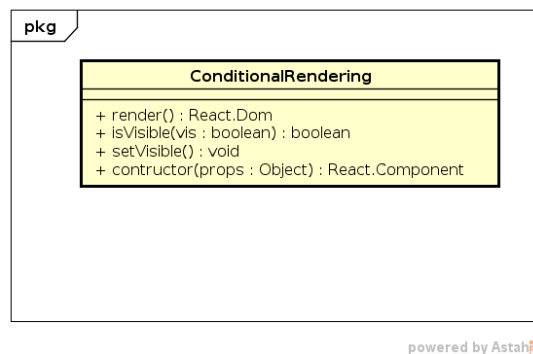 pkg
ConditionalRendering
+ render() : React.Dom
+ isVisible(vis : boolean) : boolean
+ setVisible() : void
+ contructor(props : Object) : React.Component
powered by Astah